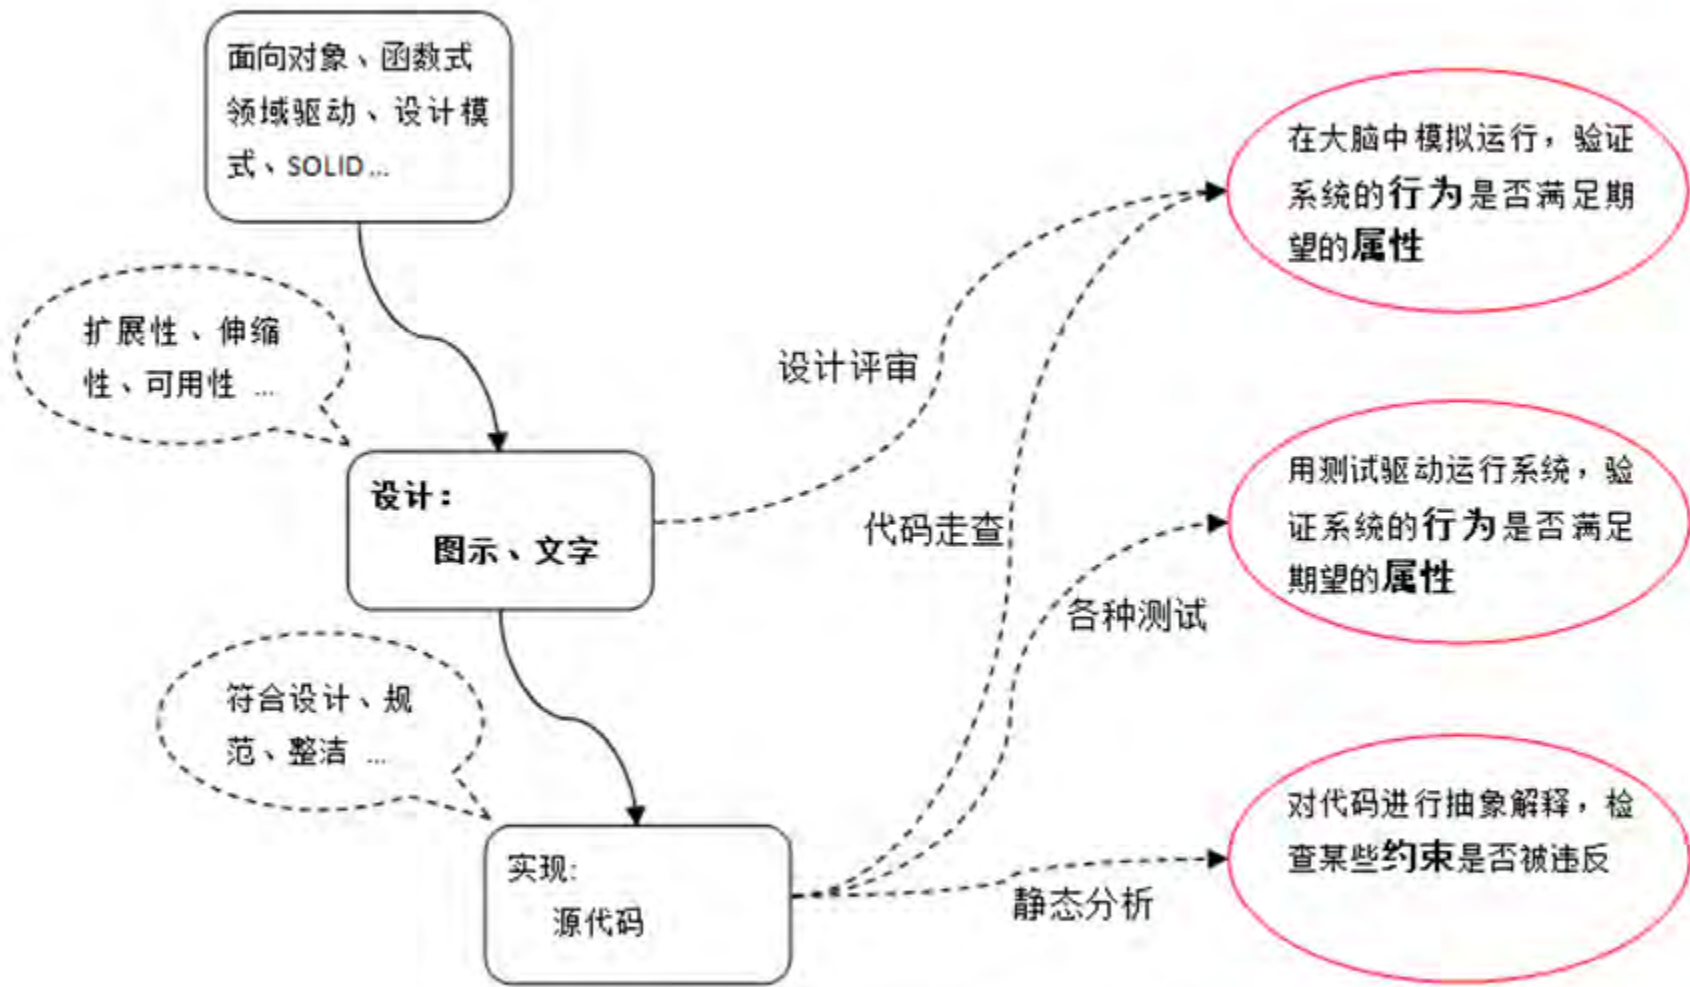 面向对象、函数式
领域驱动、设计模
式、SOLID...
扩展性、伸缩
性、可用性 ...
设计：
图示、文字
符合设计、规
范、整洁 ...
实现:
源代码
设计评审
代码走查
各种测试
静态分析
在大脑中模拟运行，验证
系统的行为是否满足期
望的属性
用测试驱动运行系统，验
证系统的行为是否满足
期望的属性
对代码进行抽象解释，检
查某些约束是否被违反